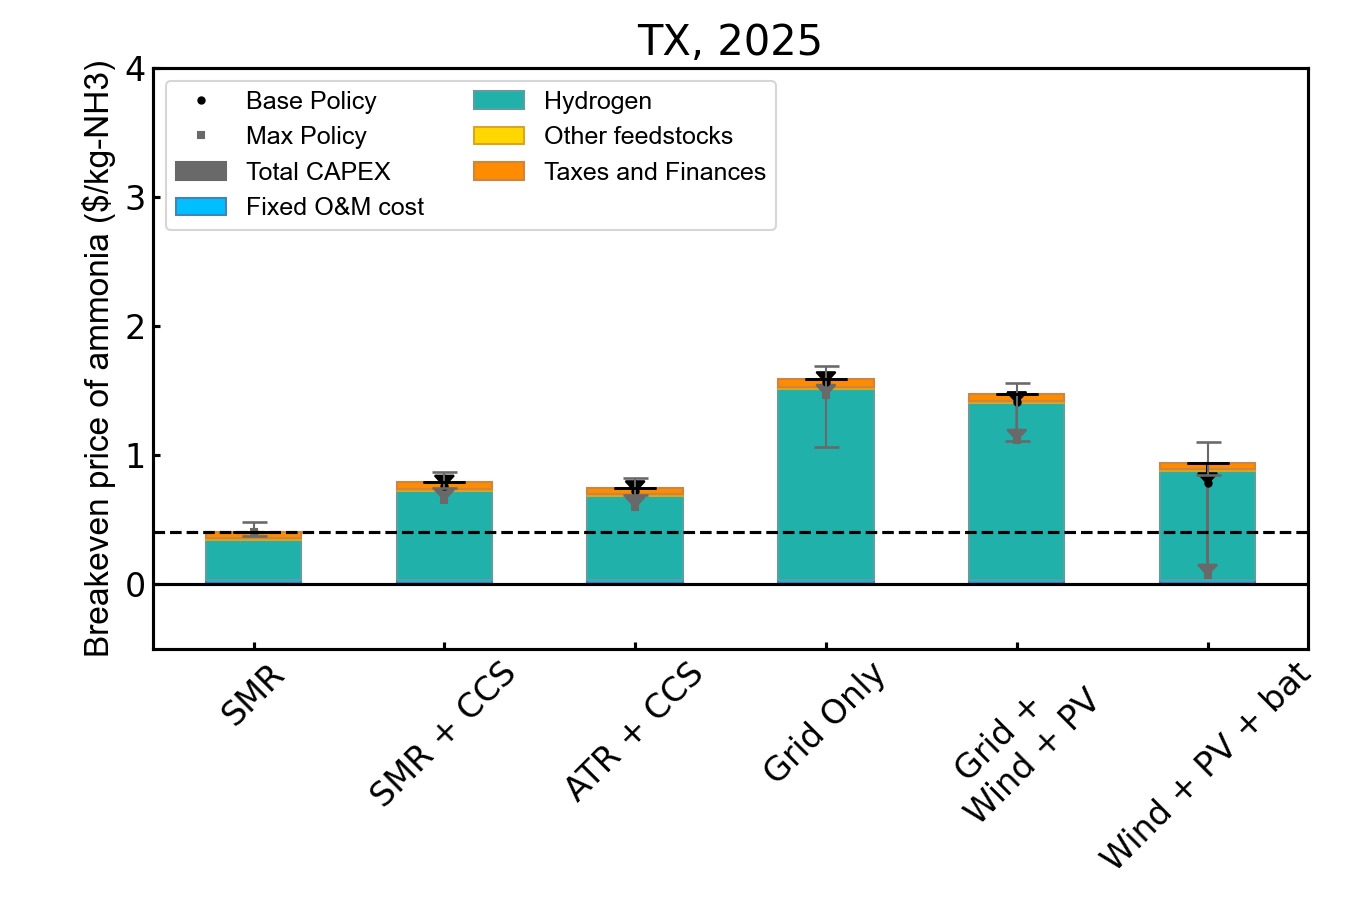 TX, 2025
Breakeven price of ammonia ($/kg-NH3)
4
3
2
1
0
Base Policy
Max Policy
Total CAPEX
Fixed O&M cost
Hydrogen
Other feedstocks
Taxes and Finances
SMR
SMR + CCS
ATR + CCS
Grid Only
Grid +
Wind + PV
Wind + PV + bat